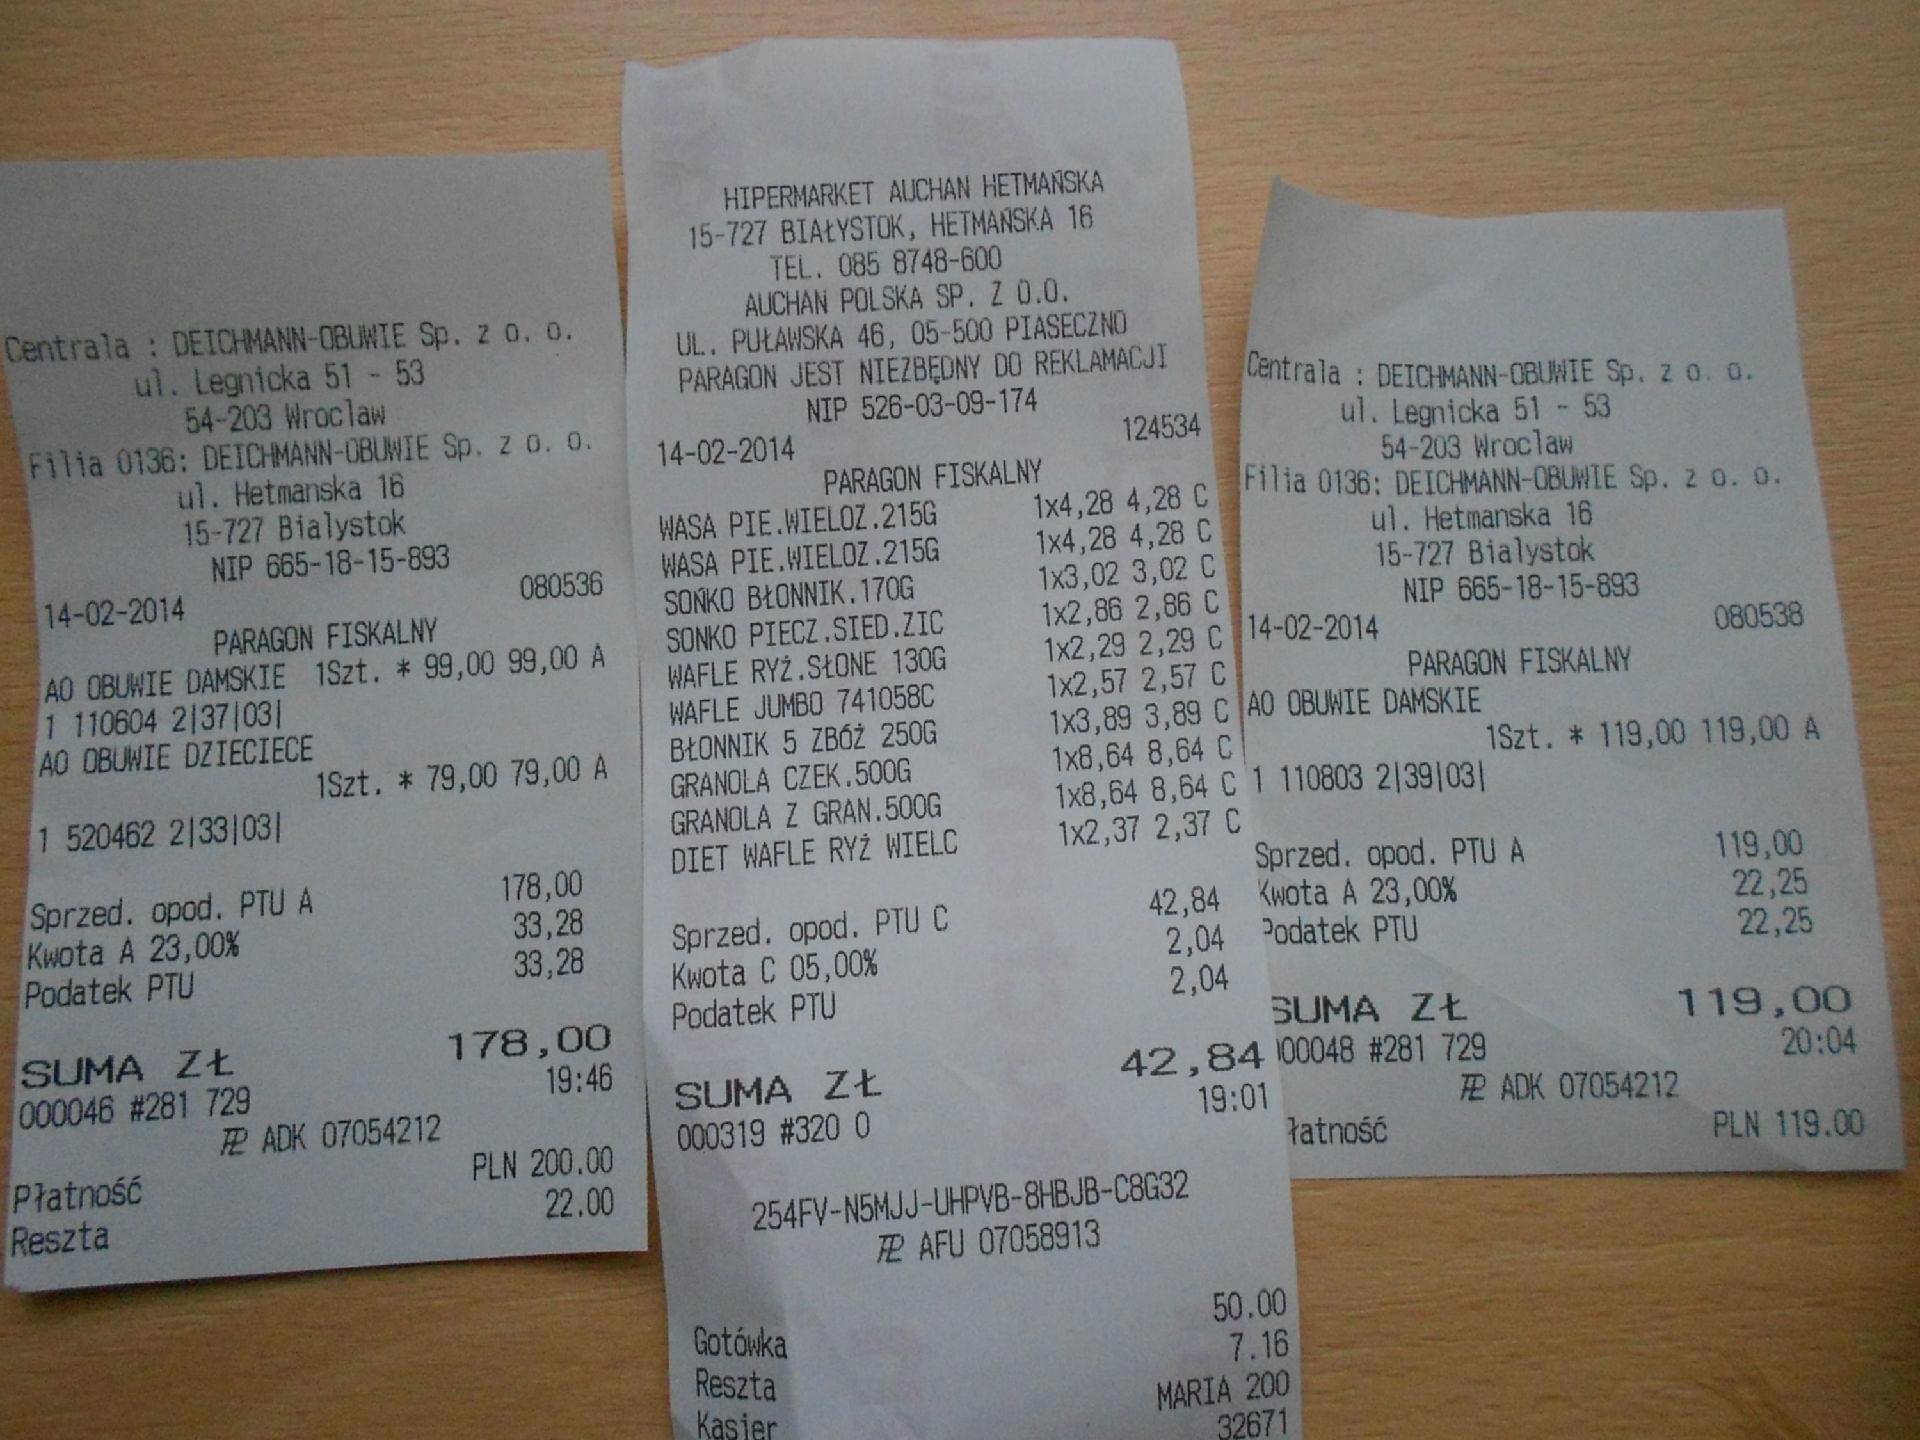 Centrala : DEICHMANN-OBUWIE Sp. z o. o.
ul. Legnicka 51 - 53
54-203 Wroclaw
Filia 0136: DEICHMANN-OBUWIE Sp. z o. o.
ul. Hetmanska 16
15-727 Bialystok
NIP 665-18-15-893
14-02-2014 080536
PARAGON FISKALNY
AO OBUWIE DAMSKIE 1Szt. * 99,00 99,00 A
1 110604 2|37|03|
AO OBUWIE DZIECIECE
1Szt. * 79,00 79,00 A
1 520462 2|33|03|
Sprzed. opod. PTU A 178,00
Kwota A 23,00% 33,28
Podatek PTU 33,28
SUMA ZŁ 178,00
000046 #281 729 19:46
ADK 07054212
Płatność PLN 200.00
Reszta 22.00
HIPERMARKET AUCHAN HETMAŃSKA
15-727 BIAŁYSTOK, HETMAŃSKA 16
TEL. 085 8748-600
AUCHAN POLSKA SP. Z O.O.
UL. PUŁAWSKA 46, 05-500 PIASECZNO
PARAGON JEST NIEZBĘDNY DO REKLAMACJI
NIP 526-03-09-174
14-02-2014 124534
PARAGON FISKALNY
WASA PIE.WIELOZ.215G 1x4,28 4,28 C
WASA PIE.WIELOZ.215G 1x4,28 4,28 C
SOŃKO BŁONNIK.170G 1x3,02 3,02 C
SONKO PIECZ.SIED.ZIC 1x2,86 2,86 C
WAFLE RYŻ.SŁONE 130G 1x2,29 2,29 C
WAFLE JUMBO 741058C 1x2,57 2,57 C
BŁONNIK 5 ZBÓŻ 250G 1x3,89 3,89 C
GRANOLA CZEK.500G 1x8,64 8,64 C
GRANOLA Z GRAN.500G 1x8,64 8,64 C
DIET WAFLE RYŻ WIELC 1x2,37 2,37 C
Sprzed. opod. PTU C 42,84
Kwota C 05,00% 2,04
Podatek PTU 2,04
SUMA ZŁ 42,84
000319 #320 0 19:01
254FV-N5MJJ-UHPVB-8HBJB-C8G32
AFU 07058913
Gotówka 50.00
Reszta 7.16
Kasjer MARIA 200
32671
Centrala : DEICHMANN-OBUWIE Sp. z o. o.
ul. Legnicka 51 - 53
54-203 Wroclaw
Filia 0136: DEICHMANN-OBUWIE Sp. z o. o.
ul. Hetmanska 16
15-727 Bialystok
NIP 665-18-15-893
14-02-2014 080538
PARAGON FISKALNY
AO OBUWIE DAMSKIE
1Szt. * 119,00 119,00 A
1 110803 2|39|03|
Sprzed. opod. PTU A 119,00
Kwota A 23,00% 22,25
Podatek PTU 22,25
SUMA ZŁ 119,00
000048 #281 729 20:04
ADK 07054212
łatność PLN 119.00